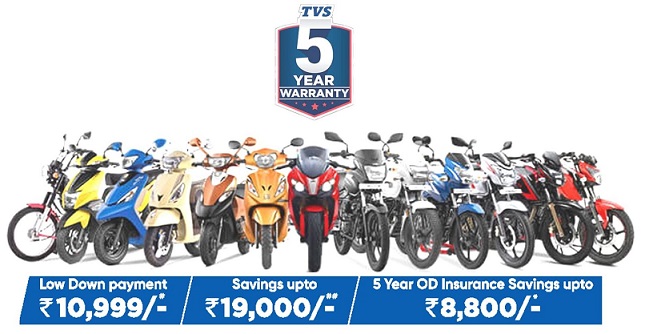 TVS
5
YEAR
WARRANTY
Low Down payment
₹10,999/-*
Savings upto
₹19,000/-**
5 Year OD Insurance Savings upto
₹8,800/-*